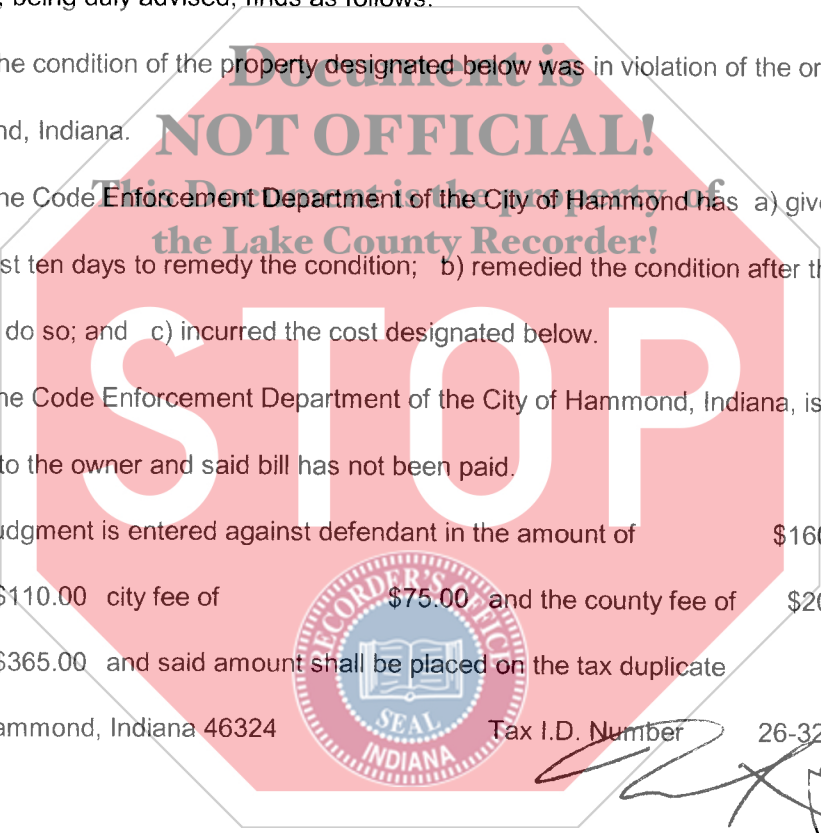 being duly advised, finds as follows:
he condition of the property designated below was in violation of the or
nd, Indiana.
he Code Enforcement Department of the City of Hammond has a) giv
st ten days to remedy the condition; b) remedied the condition after th
do so; and c) incurred the cost designated below.
he Code Enforcement Department of the City of Hammond, Indiana, is
to the owner and said bill has not been paid.
udgment is entered against defendant in the amount of $160
$110.00 city fee of $75.00 and the county fee of $20
$365.00 and said amount shall be placed on the tax duplicate
ammond, Indiana 46324 Tax I.D. Number 26-32
Document is
NOT OFFICIAL!
This Document is the property of
the Lake County Recorder!
STOP
RECORDER'S OFFICE
SEAL
INDIANA